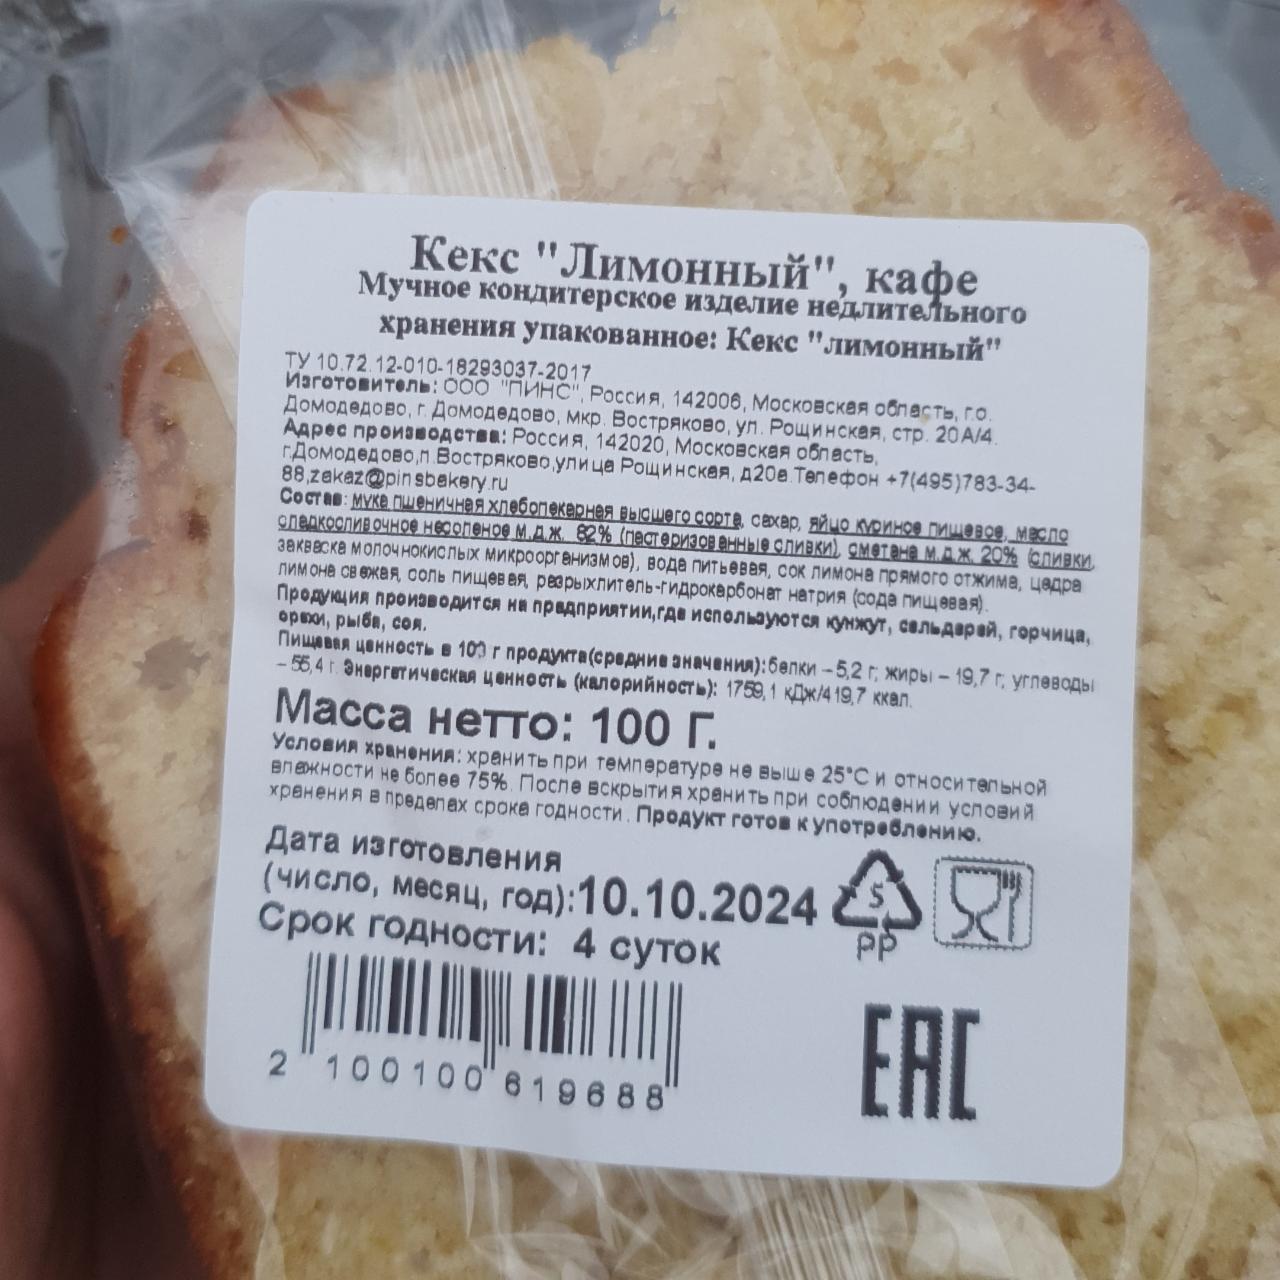 Кекс "Лимонный", кафе
Мучное кондитерское изделие недлительного
хранения упакованное: Кекс "лимонный"
ТУ 10.72.12-010-18293037-2017
Изготовитель: ООО "ПИНС", Россия, 142006, Московская область, г.о.
Домодедово, г. Домодедово, мкр. Востряково, ул. Рощинская, стр. 20А/4.
Адрес производства: Россия, 142020, Московская область,
г.Домодедово,п.Востряково,улица Рощинская, д20а.Телефон +7(495)783-34-
88,zakaz@pinsbakery.ru
Состав: мука пшеничная хлебопекарная высшего сорта, сахар, яйцо куриное пищевое, масло
сладкосливочное несоленое м.д.ж. 82% (пастеризованные сливки), сметана м.д.ж. 20% (сливки,
закваска молочнокислых микроорганизмов), вода питьевая, сок лимона прямого отжима, цедра
лимона свежая, соль пищевая, разрыхлитель-гидрокарбонат натрия (сода пищевая).
Продукция производится на предприятии,где используются кунжут, сельдерей, горчица,
орехи, рыба, соя.
Пищевая ценность в 100 г продукта(средние значения):белки – 5,2 г; жиры – 19,7 г; углеводы
– 55,4 г. Энергетическая ценность (калорийность): 1759,1 кДж/419,7 ккал.
Масса нетто: 100 Г.
Условия хранения: хранить при температуре не выше 25°С и относительной
влажности не более 75%. После вскрытия хранить при соблюдении условий
хранения в пределах срока годности. Продукт готов к употреблению.
Дата изготовления
(число, месяц, год):10.10.2024
Срок годности: 4 суток
5
PP
2 100100 619688
EAC